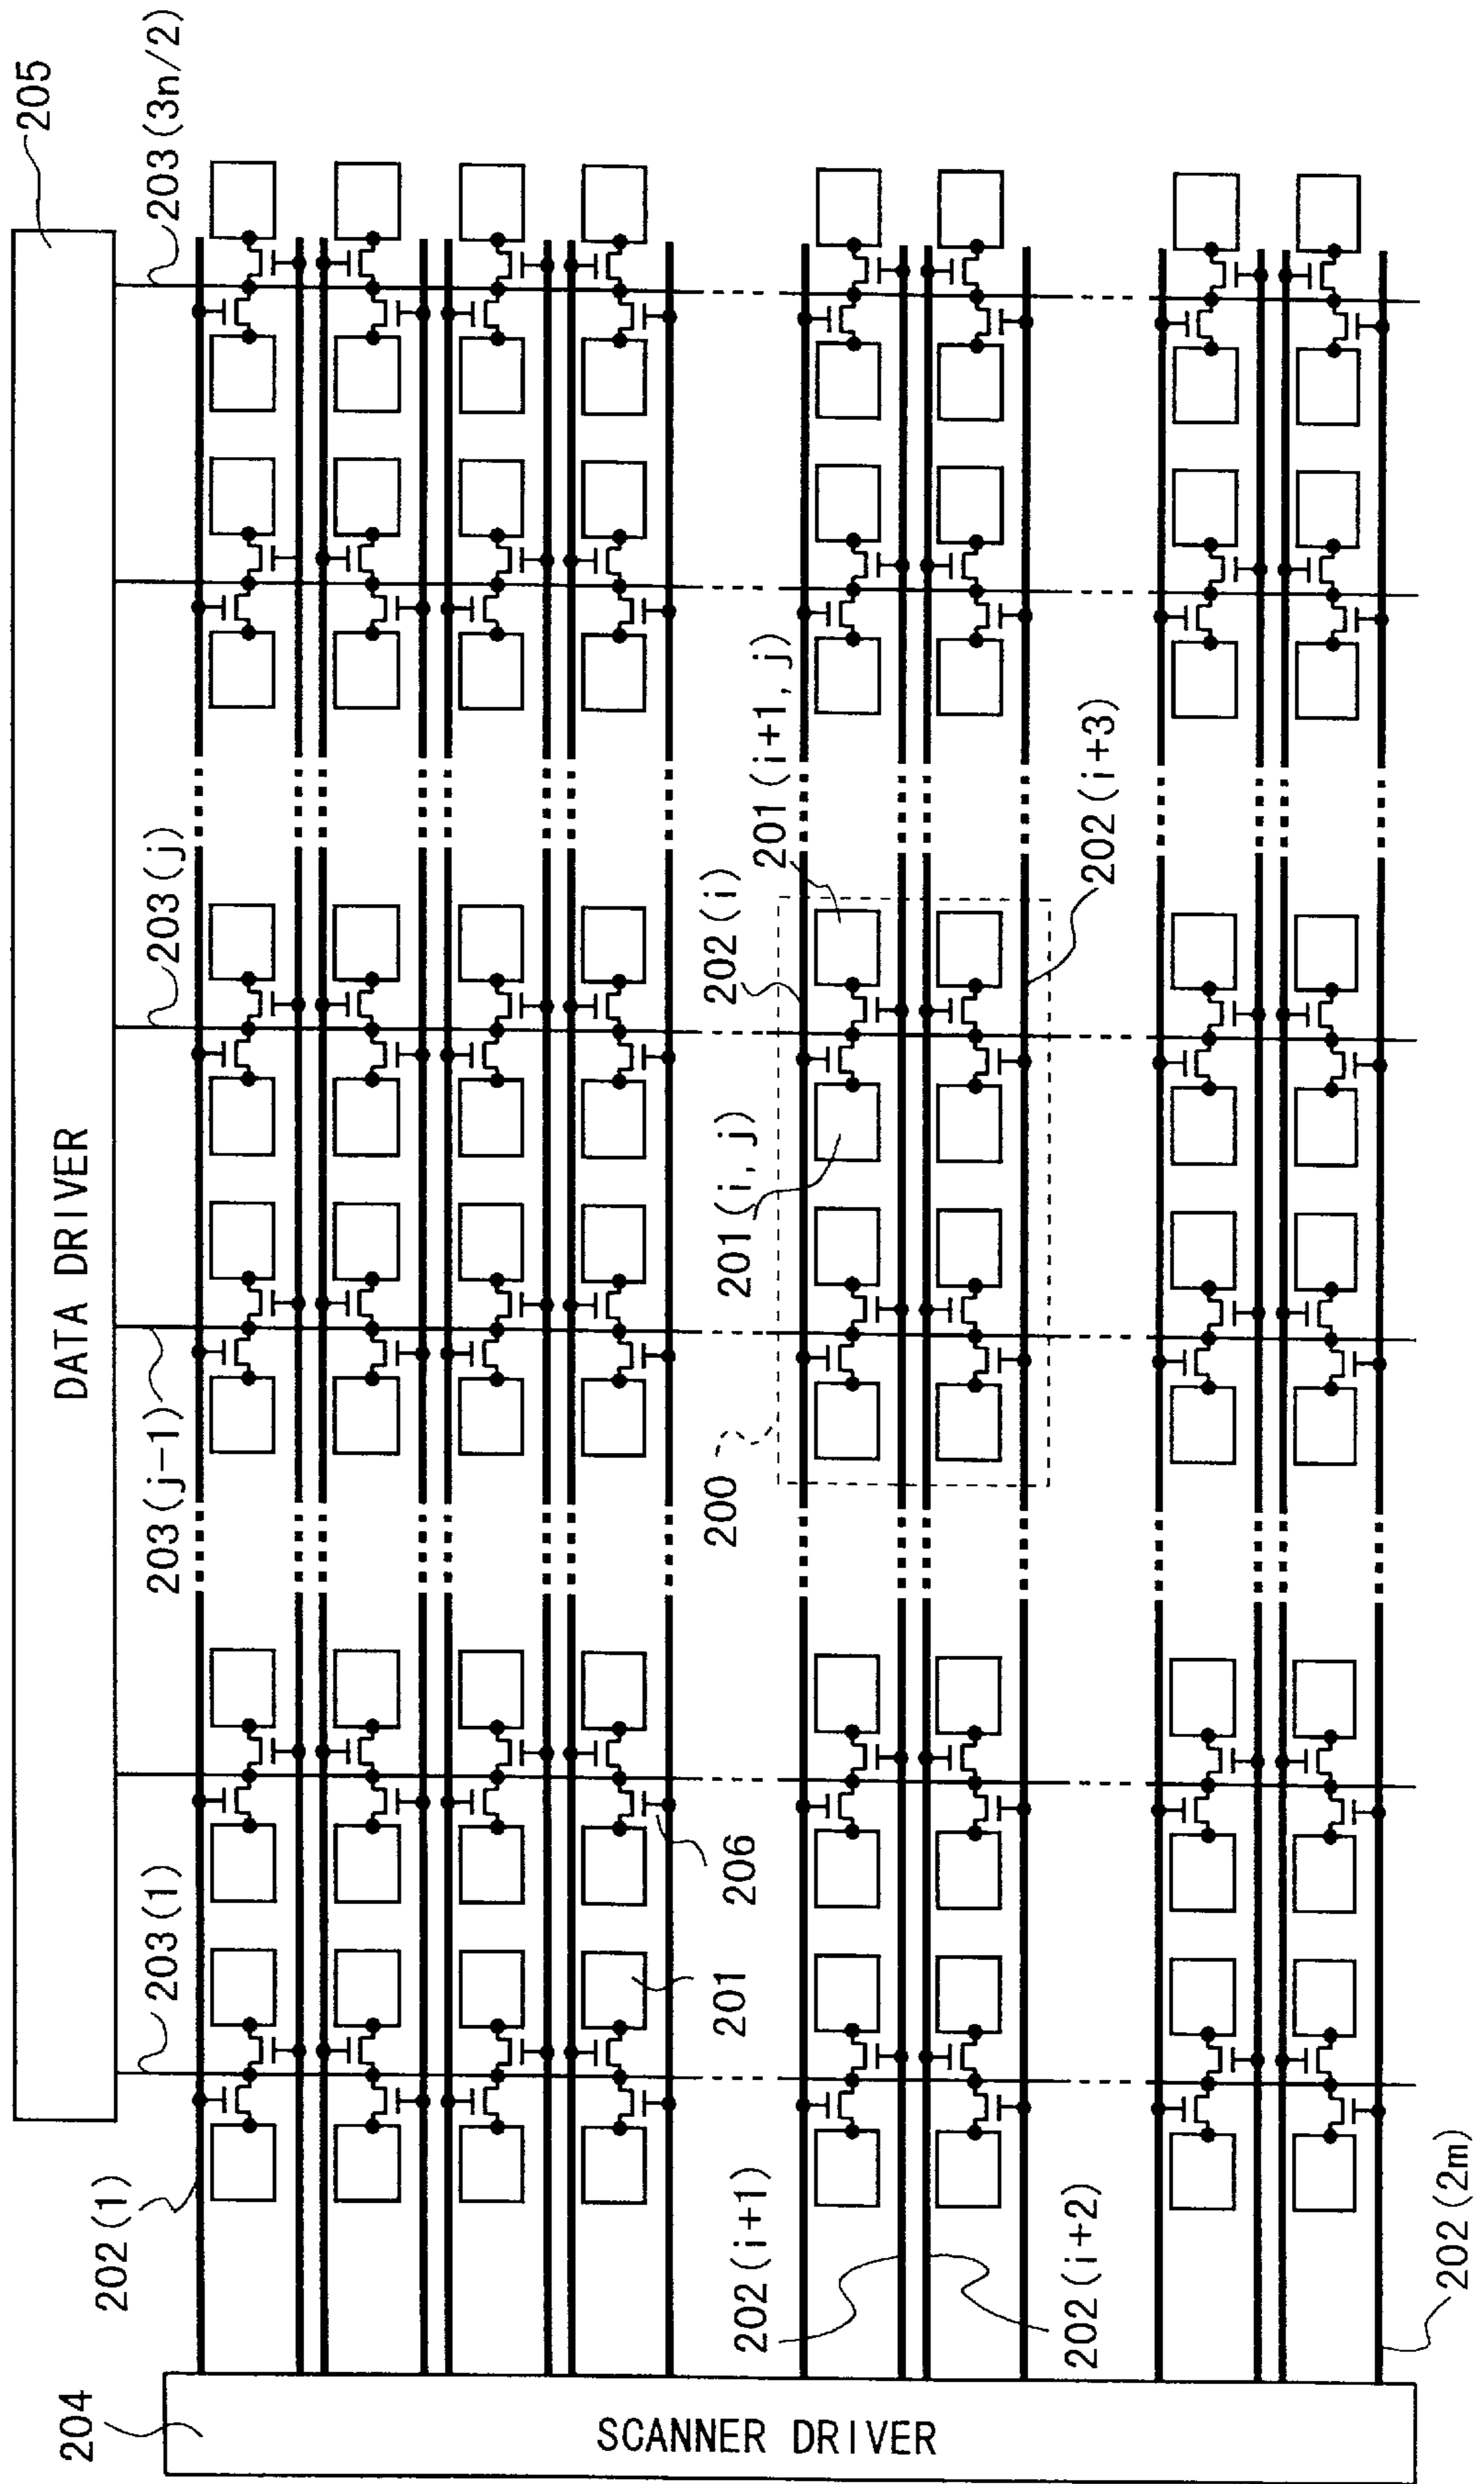 205
DATA DRIVER
203(1)
203(j-1)
203(j)
203(3n/2)
202(1)
204
SCANNER DRIVER
201
206
200
202(i)
201(i,j)
201(i+1,j)
202(i+1)
202(i+2)
202(i+3)
202(2m)